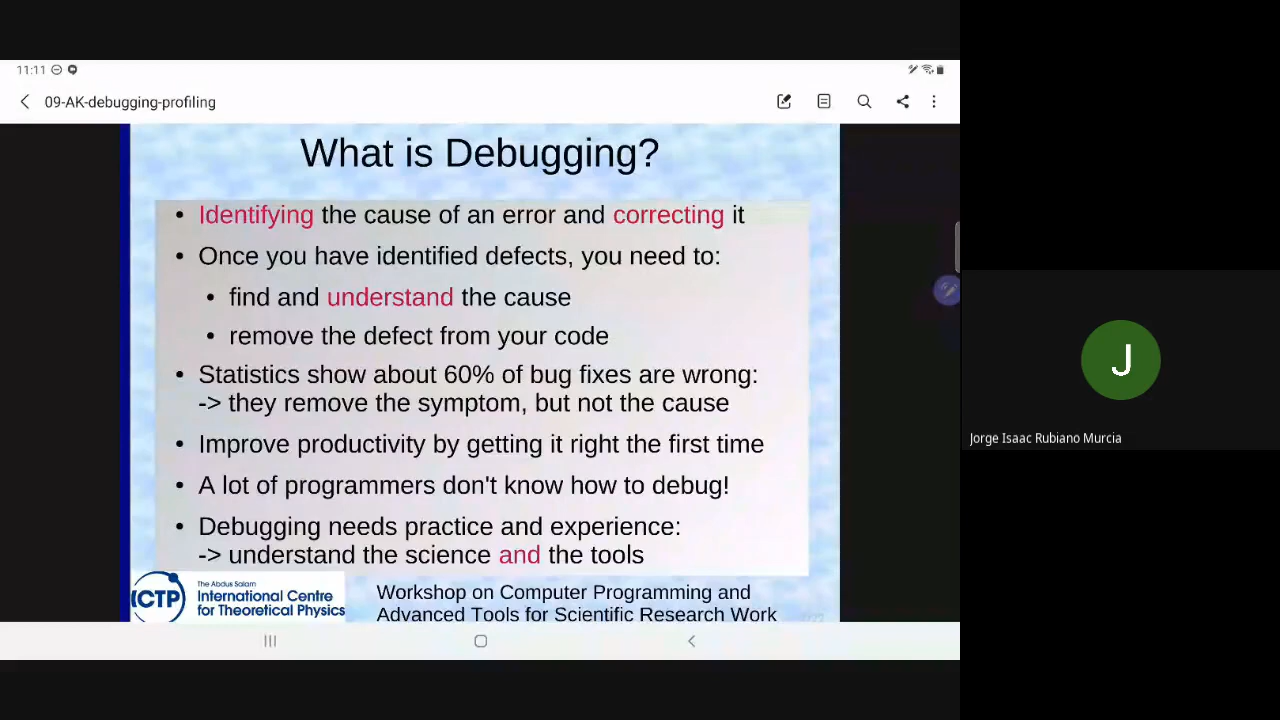 11:11
09-AK-debugging-profiling
What is Debugging?
• Identifying the cause of an error and correcting it
• Once you have identified defects, you need to:
• find and understand the cause
• remove the defect from your code
• Statistics show about 60% of bug fixes are wrong:
-> they remove the symptom, but not the cause
• Improve productivity by getting it right the first time
• A lot of programmers don't know how to debug!
• Debugging needs practice and experience:
-> understand the science and the tools
ICTP
The Abdus Salam
International Centre
for Theoretical Physics
Workshop on Computer Programming and
Advanced Tools for Scientific Research Work
J
Jorge Isaac Rubiano Murcia